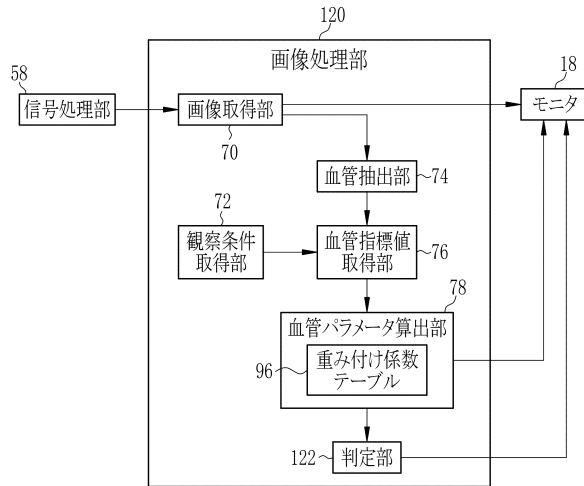 120
画像処理部
58
信号処理部
画像取得部
70
18
モニタ
血管抽出部
74
72
観察条件
取得部
血管指標値
取得部
76
78
血管パラメータ算出部
96
重み付け係数
テーブル
122
判定部